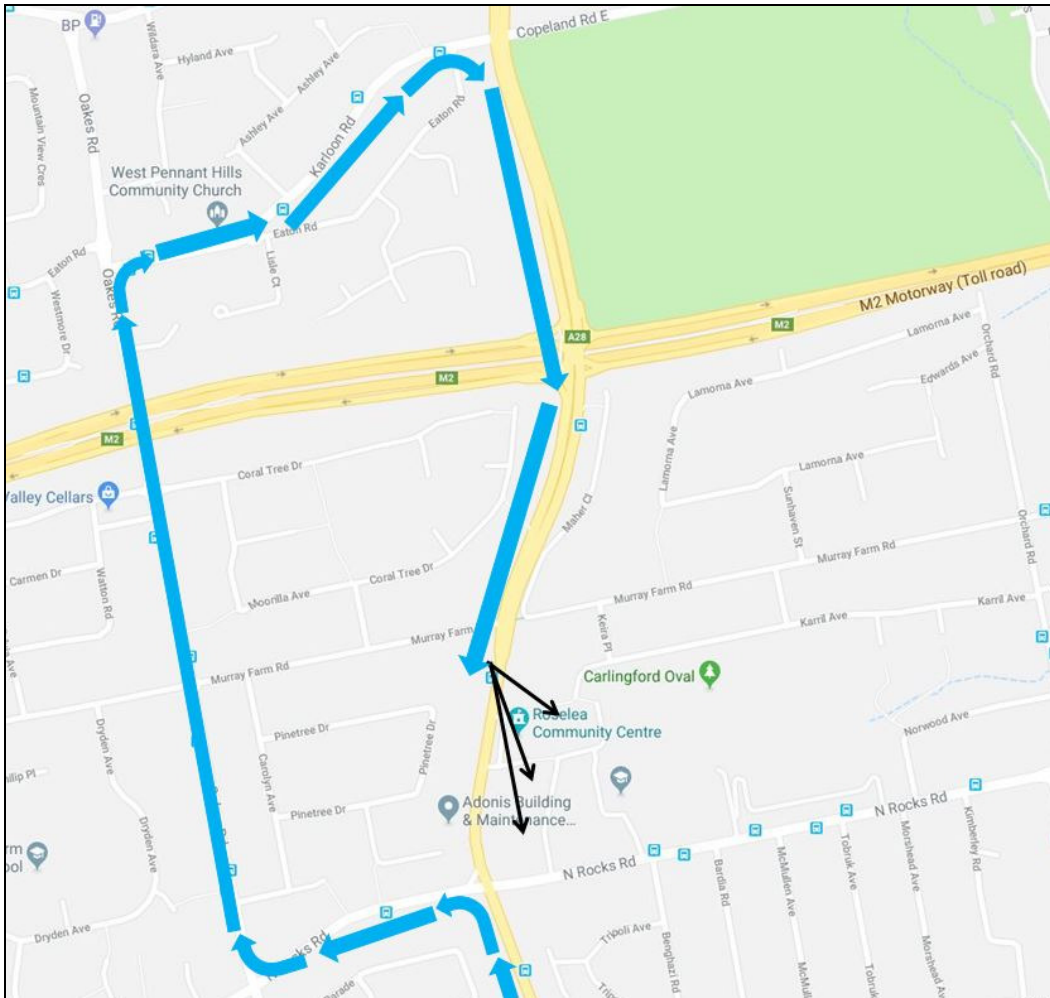 BP
Wildara Ave
Hyland Ave
Ashley Ave
Copeland Rd E
Oakes Rd
Mountain View Cres
Ashley Ave
Karloon Rd
Eaton Rd
West Pennant Hills
Community Church
Eaton Rd
Eaton Rd
Lisle Ct
Westmore Dr
M2 Motorway (Toll road)
A28
M2
M2
M2
Lamorna Ave
Orchard Rd
Edwards Ave
Lamorna Ave
Lamorna Ave
Lamorna Ave
Coral Tree Dr
Valley Cellars
Maher Cl
Sunhaven St
Orchard Rd
Murray Farm Rd
Carmen Dr
Watton Rd
Coral Tree Dr
Moorilla Ave
Murray Farm Rd
Karril Ave
Karril Ave
Keira Pl
Murray Farm
Murray Farm Rd
Carlingford Oval
Roselea
Community Centre
Norwood Ave
Dryden Ave
Pinetree Dr
Pinetree Dr
Carolyn Ave
Pinetree Dr
Adonis Building
& Maintenance...
N Rocks Rd
Kimberley Rd
Dryden Ave
N Rocks Rd
Bardia Rd
McMullen Ave
Tobruk Ave
Morshead Ave
Dryden Ave
Benghazi Rd
Tobruk Ave
Morshead Ave